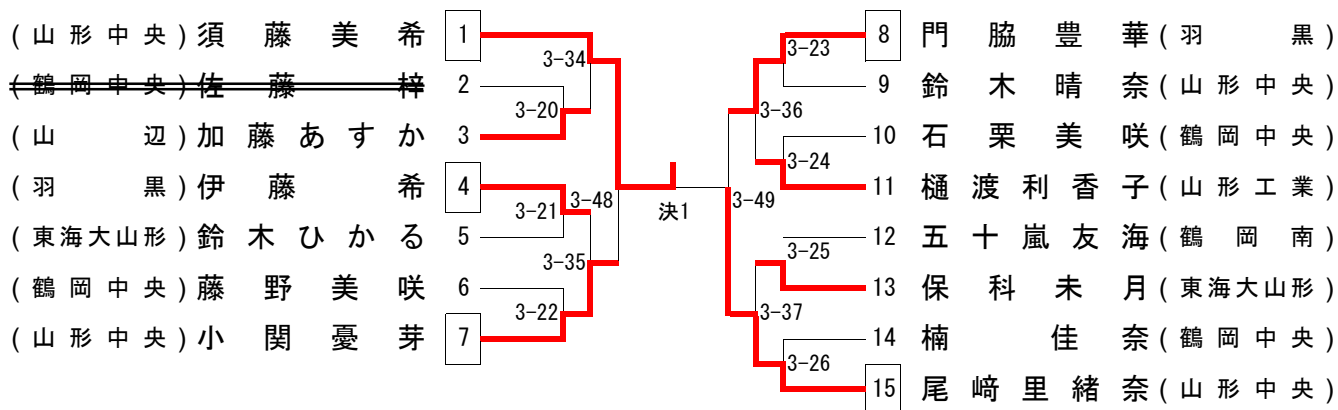 (山形中央) 須藤美希 1
(鶴岡中央) 佐藤梓 2
(山辺) 加藤あすか 3
(羽黒) 伊藤希 4
(東海大山形) 鈴木ひかる 5
(鶴岡中央) 藤野美咲 6
(山形中央) 小関憂芽 7
3-34
3-20
3-21
3-48
3-35
3-22
決1
8 門脇豊華 (羽黒)
9 鈴木晴奈 (山形中央)
10 石栗美咲 (鶴岡中央)
11 樋渡利香子 (山形工業)
12 五十嵐友海 (鶴岡南)
13 保科未月 (東海大山形)
14 楠佳奈 (鶴岡中央)
15 尾﨑里緒奈 (山形中央)
3-23
3-36
3-24
3-49
3-25
3-37
3-26